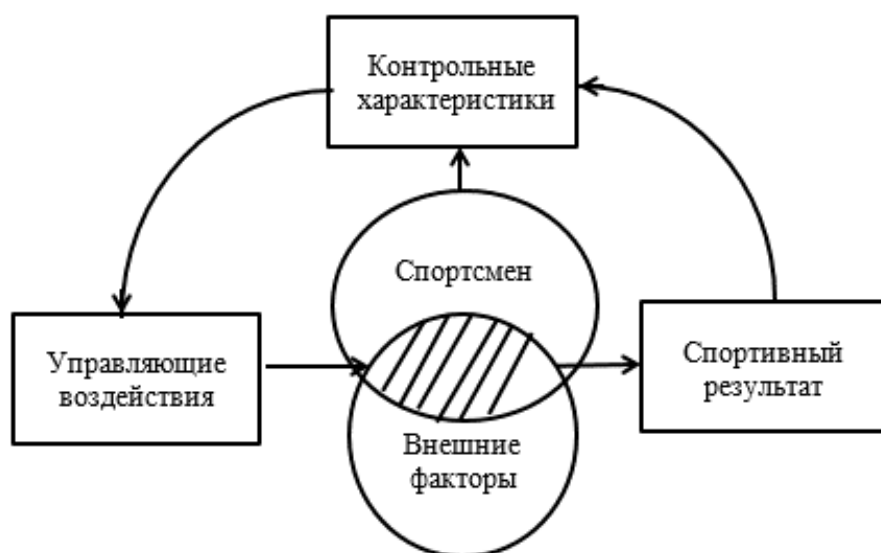 Контрольные
характеристики
Спортсмен
Управляющие
воздействия
Спортивный
результат
Внешние
факторы